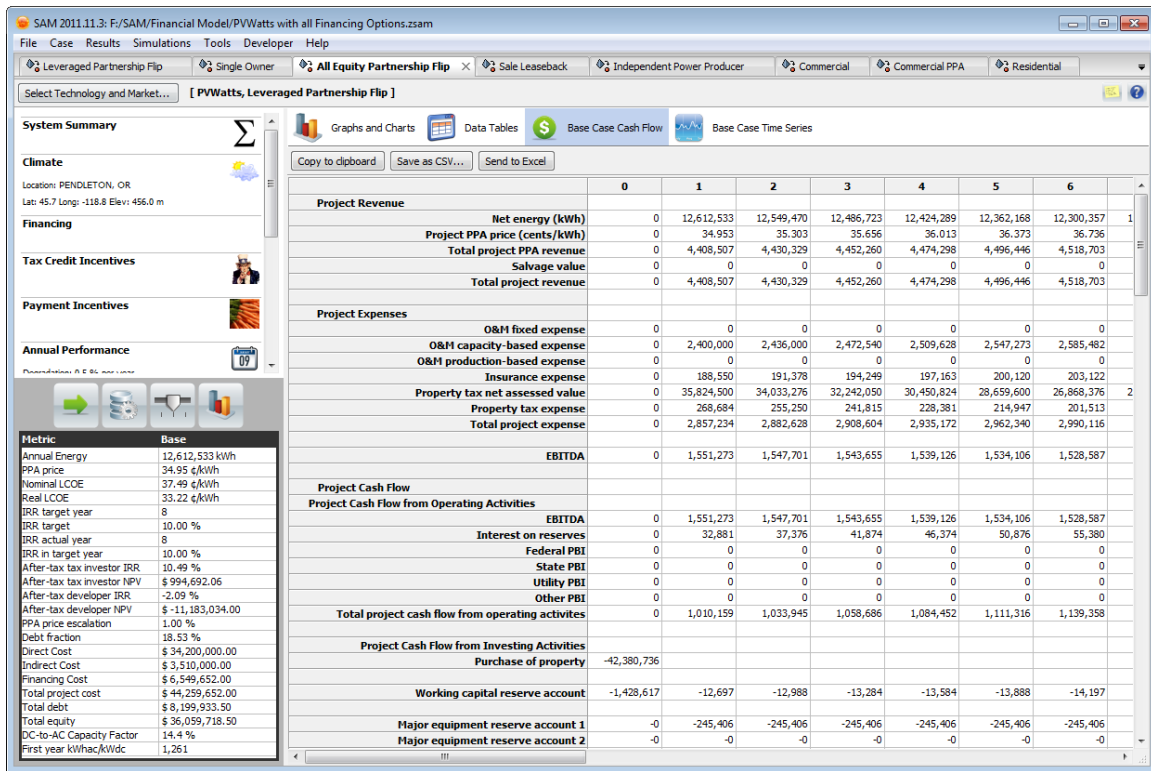 SAM 2011.11.3: F:/SAM/Financial Model/PVWatts with all Financing Options.zsam
File Case Results Simulations Tools Developer Help
Leveraged Partnership Flip Single Owner All Equity Partnership Flip Sale Leaseback Independent Power Producer Commercial Commercial PPA Residential
Select Technology and Market... [ PVWatts, Leveraged Partnership Flip ]
System Summary
Climate
Location: PENDLETON, OR
Lat: 45.7 Long: -118.8 Elev: 456.0 m
Financing
Tax Credit Incentives
Payment Incentives
Annual Performance
09
Metric Base
Annual Energy 12,612,533 kWh
PPA price 34.95 ¢/kWh
Nominal LCOE 37.49 ¢/kWh
Real LCOE 33.22 ¢/kWh
IRR target year 8
IRR target 10.00 %
IRR actual year 8
IRR in target year 10.00 %
After-tax tax investor IRR 10.49 %
After-tax tax investor NPV $ 994,692.06
After-tax developer IRR -2.09 %
After-tax developer NPV $ -11,183,034.00
PPA price escalation 1.00 %
Debt fraction 18.53 %
Direct Cost $ 34,200,000.00
Indirect Cost $ 3,510,000.00
Financing Cost $ 6,549,652.00
Total project cost $ 44,259,652.00
Total debt $ 8,199,933.50
Total equity $ 36,059,718.50
DC-to-AC Capacity Factor 14.4 %
First year kWhac/kWdc 1,261
Graphs and Charts Data Tables Base Case Cash Flow Base Case Time Series
Copy to clipboard Save as CSV... Send to Excel
0 1 2 3 4 5 6
Project Revenue
Net energy (kWh) 0 12,612,533 12,549,470 12,486,723 12,424,289 12,362,168 12,300,357 1
Project PPA price (cents/kWh) 0 34.953 35.303 35.656 36.013 36.373 36.736
Total project PPA revenue 0 4,408,507 4,430,329 4,452,260 4,474,298 4,496,446 4,518,703
Salvage value 0 0 0 0 0 0 0
Total project revenue 0 4,408,507 4,430,329 4,452,260 4,474,298 4,496,446 4,518,703
Project Expenses
O&M fixed expense 0 0 0 0 0 0 0
O&M capacity-based expense 0 2,400,000 2,436,000 2,472,540 2,509,628 2,547,273 2,585,482
O&M production-based expense 0 0 0 0 0 0 0
Insurance expense 0 188,550 191,378 194,249 197,163 200,120 203,122
Property tax net assessed value 0 35,824,500 34,033,276 32,242,050 30,450,824 28,659,600 26,868,376 2
Property tax expense 0 268,684 255,250 241,815 228,381 214,947 201,513
Total project expense 0 2,857,234 2,882,628 2,908,604 2,935,172 2,962,340 2,990,116
EBITDA 0 1,551,273 1,547,701 1,543,655 1,539,126 1,534,106 1,528,587
Project Cash Flow
Project Cash Flow from Operating Activities
EBITDA 0 1,551,273 1,547,701 1,543,655 1,539,126 1,534,106 1,528,587
Interest on reserves 0 32,881 37,376 41,874 46,374 50,876 55,380
Federal PBI 0 0 0 0 0 0 0
State PBI 0 0 0 0 0 0 0
Utility PBI 0 0 0 0 0 0 0
Other PBI 0 0 0 0 0 0 0
Total project cash flow from operating activites 0 1,010,159 1,033,945 1,058,686 1,084,452 1,111,316 1,139,358
Project Cash Flow from Investing Activities
Purchase of property -42,380,736
Working capital reserve account -1,428,617 -12,697 -12,988 -13,284 -13,584 -13,888 -14,197
Major equipment reserve account 1 -0 -245,406 -245,406 -245,406 -245,406 -245,406 -245,406
Major equipment reserve account 2 -0 -0 -0 -0 -0 -0 -0